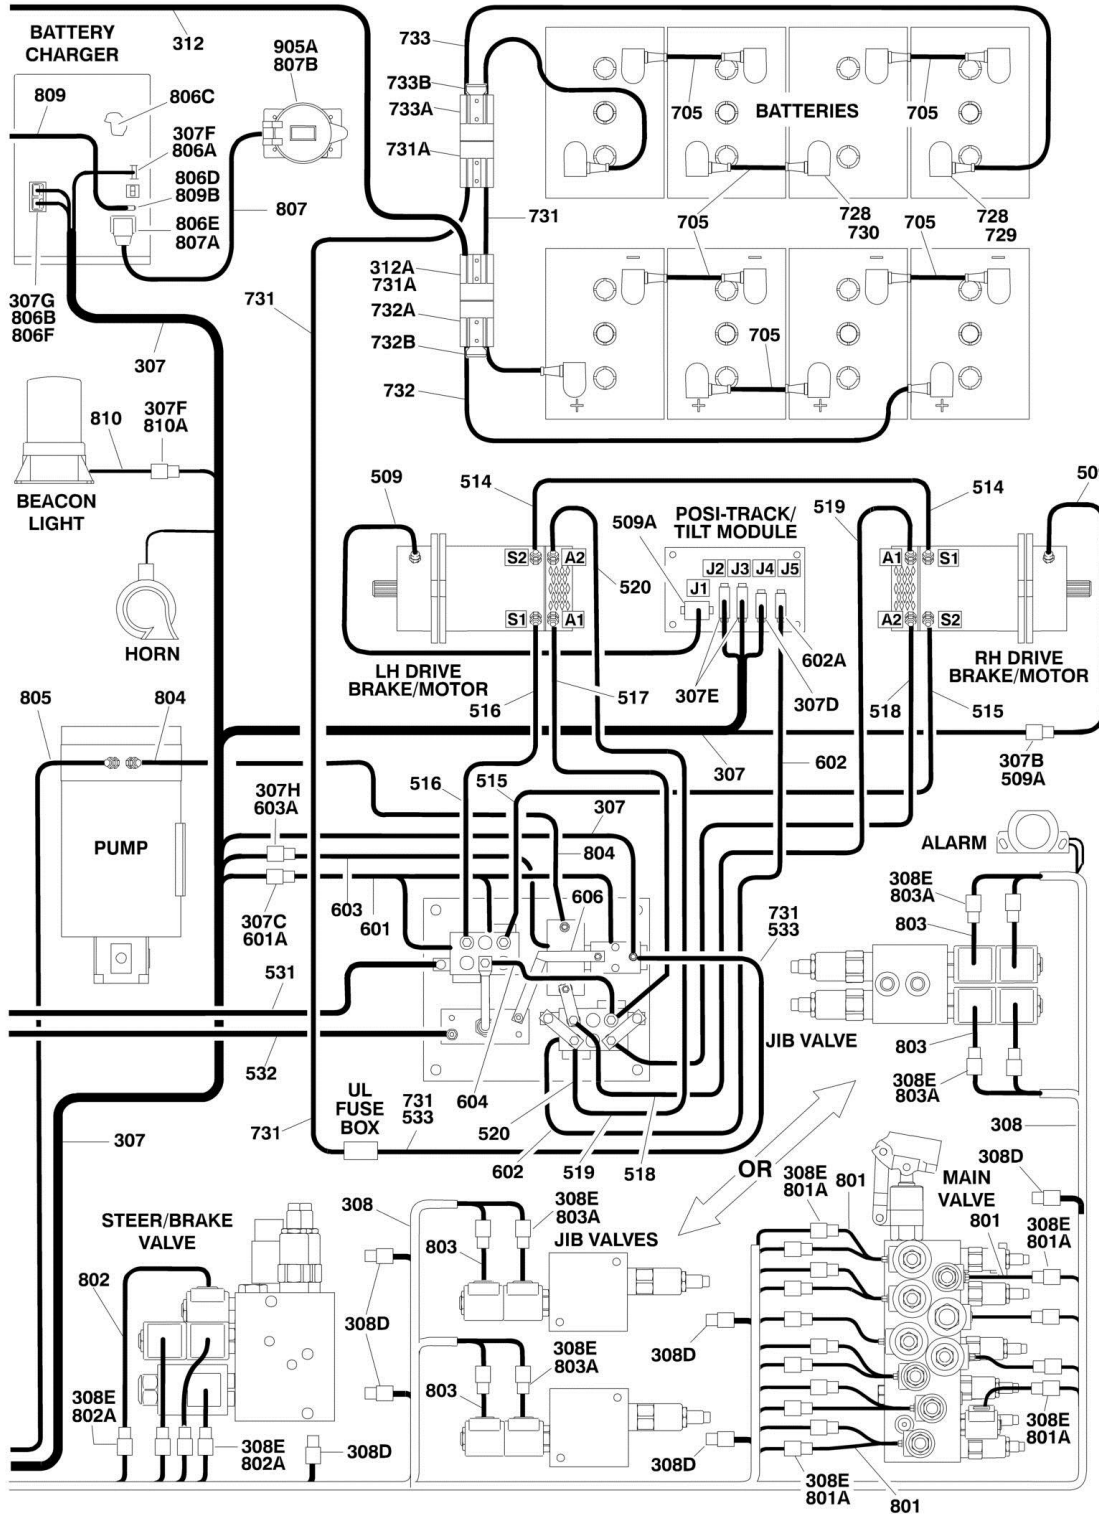 312
BATTERY
CHARGER
809
806C
905A
807B
307F
806A
806D
809B
806E
807A
807
307G
806B
806F
307
733
733B
733A
731A
731
705
BATTERIES
705
705
728
730
705
728
729
312A
731A
732A
732B
732
731
705
–
–
–
–
+
+
+
+
810
307F
810A
BEACON
LIGHT
HORN
509
514
POSI-TRACK/
TILT MODULE
509A
519
514
S2
A2
520
J1
J2
J3
J4
J5
A1
S1
S1
A1
A2
S2
LH DRIVE
BRAKE/MOTOR
307E
602A
307D
RH DRIVE
BRAKE/MOTOR
516
517
518
515
805
804
307
602
307B
509A
PUMP
307H
603A
516
515
307
804
ALARM
308E
803A
803
307C
601A
603
601
606
731
533
531
532
JIB VALVE
803
308E
803A
604
UL
FUSE
BOX
731
533
520
602
519
518
731
307
OR
308
308D
MAIN
VALVE
308E
801A
801
801
308E
801A
STEER/BRAKE
VALVE
308
308E
803A
803
JIB VALVES
802
308D
308D
308E
803A
803
308E
802A
308E
802A
308D
308D
308E
801A
308E
801A
801